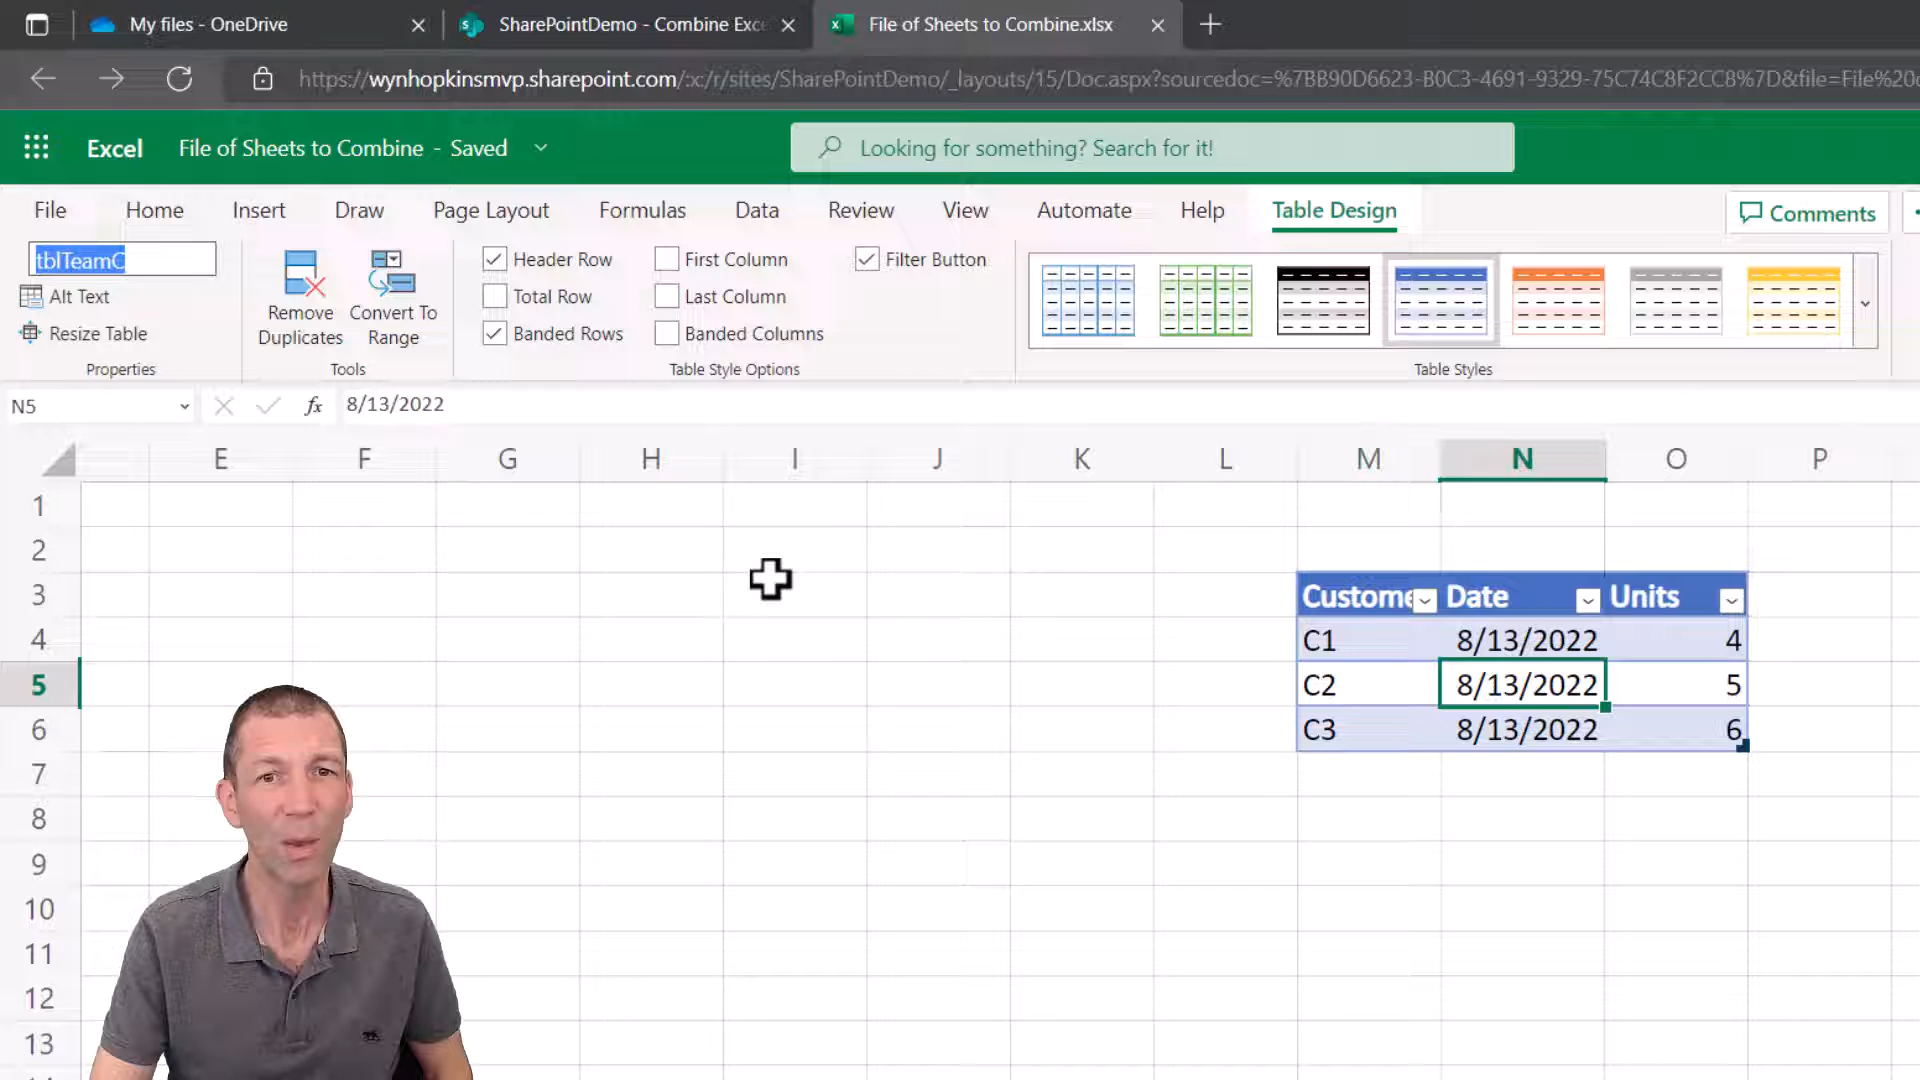 My files - OneDrive
SharePointDemo - Combine Exc
File of Sheets to Combine.xlsx
https://wynhopkinsmvp.sharepoint.com/:x:/r/sites/SharePointDemo/_layouts/15/Doc.aspx?sourcedoc=%7BB90D6623-B0C3-4691-9329-75C74C8F2CC8%7D&file=File%20
Excel File of Sheets to Combine - Saved
Looking for something? Search for it!
File Home Insert Draw Page Layout Formulas Data Review View Automate Help Table Design
Comments
tblTeamC
Alt Text
Resize Table
Properties
Remove Duplicates
Convert To Range
Tools
Header Row First Column Filter Button
Total Row Last Column
Banded Rows Banded Columns
Table Style Options
Table Styles
N5 fx 8/13/2022
E F G H I J K L M N O P
1
2
3 Custome Date Units
4 C1 8/13/2022 4
5 C2 8/13/2022 5
6 C3 8/13/2022 6
7
8
9
10
11
12
13